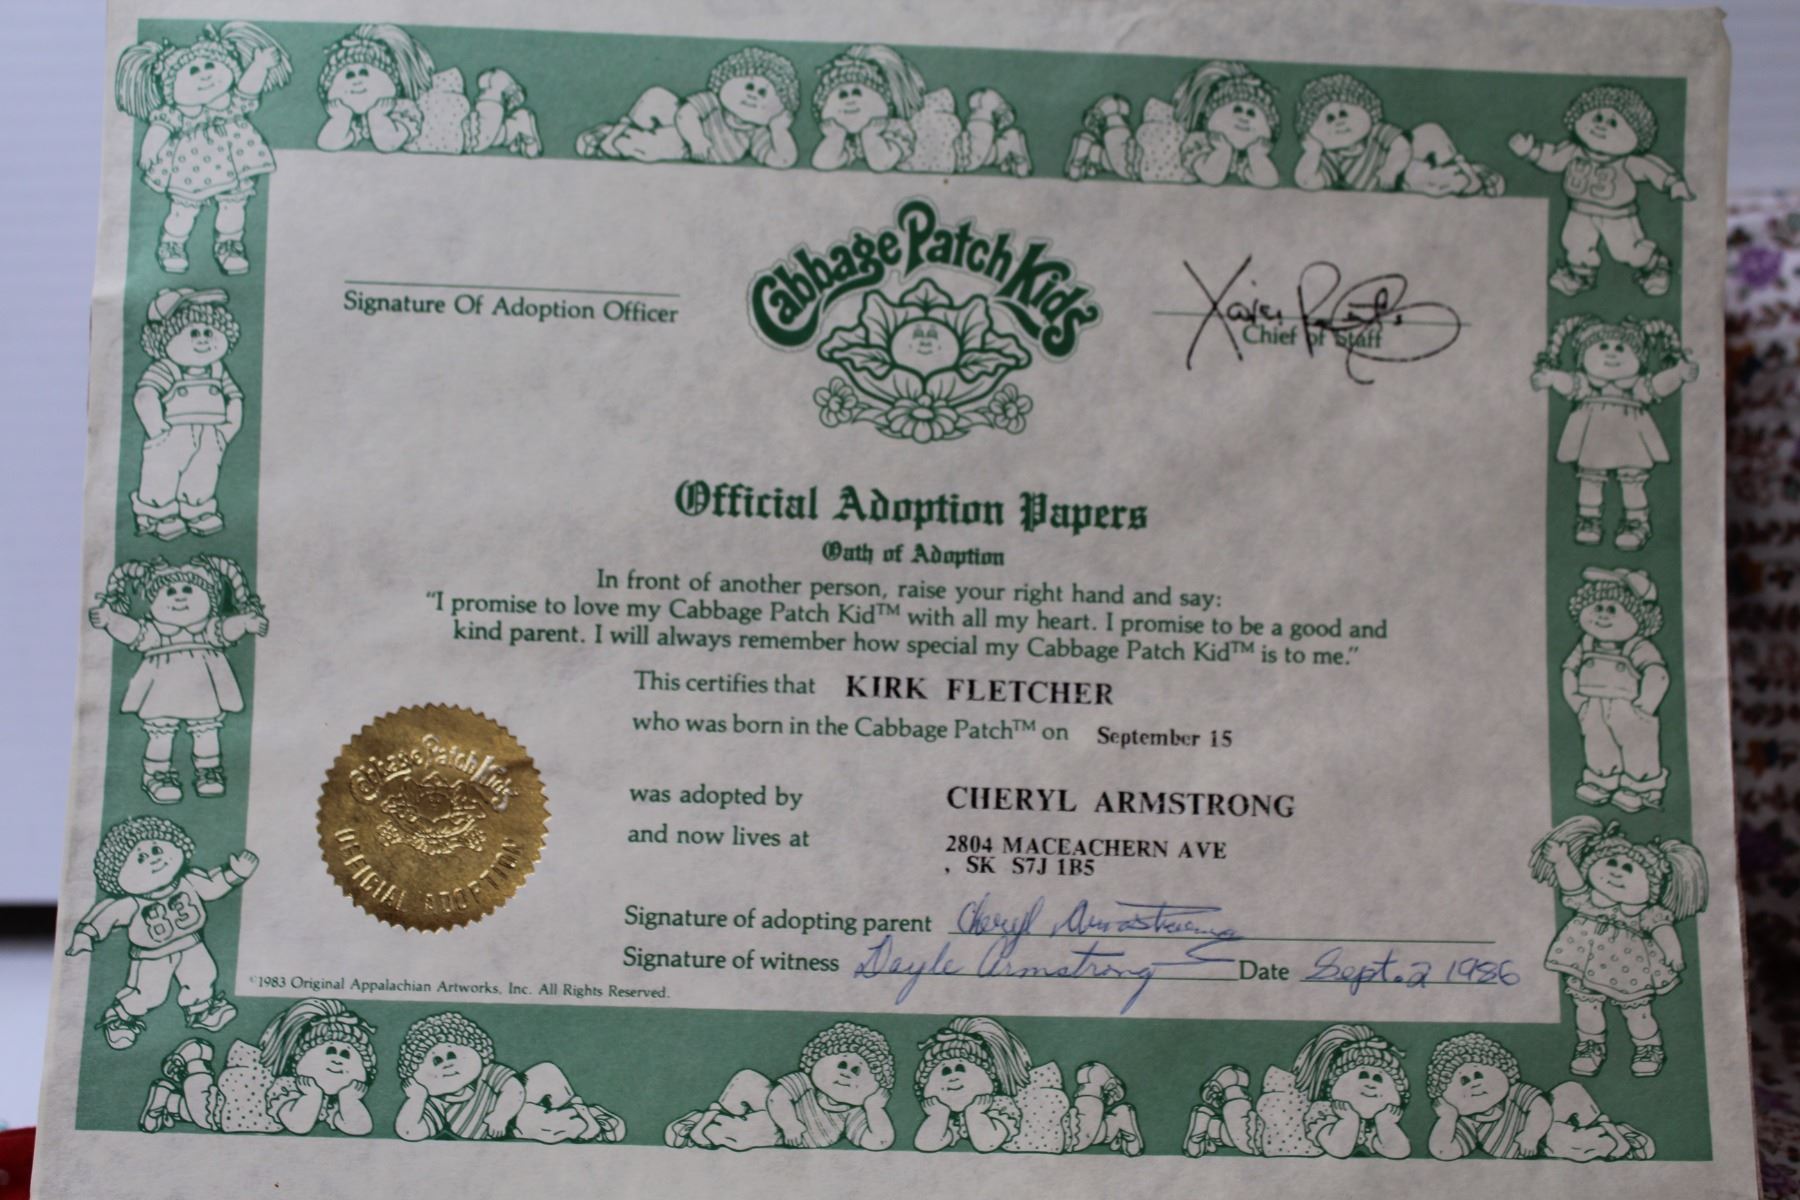 Cabbage Patch Kids
Signature Of Adoption Officer
Xavier Roberts
Chief of Staff
Official Adoption Papers
Oath of Adoption
In front of another person, raise your right hand and say:
"I promise to love my Cabbage Patch Kid™ with all my heart. I promise to be a good and
kind parent. I will always remember how special my Cabbage Patch Kid™ is to me."
This certifies that KIRK FLETCHER
who was born in the Cabbage Patch™ on September 15
was adopted by CHERYL ARMSTRONG
and now lives at 2804 MACEACHERN AVE
, SK S7J 1B5
Signature of adopting parent Cheryl Armstrong
Signature of witness Dayle Armstrong Date Sept. 2 1986
©1983 Original Appalachian Artworks, Inc. All Rights Reserved.
Cabbage Patch Kids
OFFICIAL ADOPTION
83
83